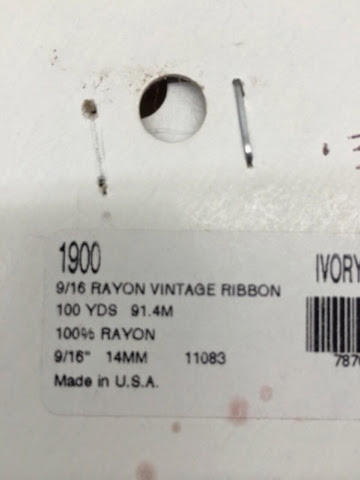 1900
IVORY
9/16 RAYON VINTAGE RIBBON
100 YDS 91.4M
100% RAYON
9/16" 14MM 11083
Made in U.S.A.